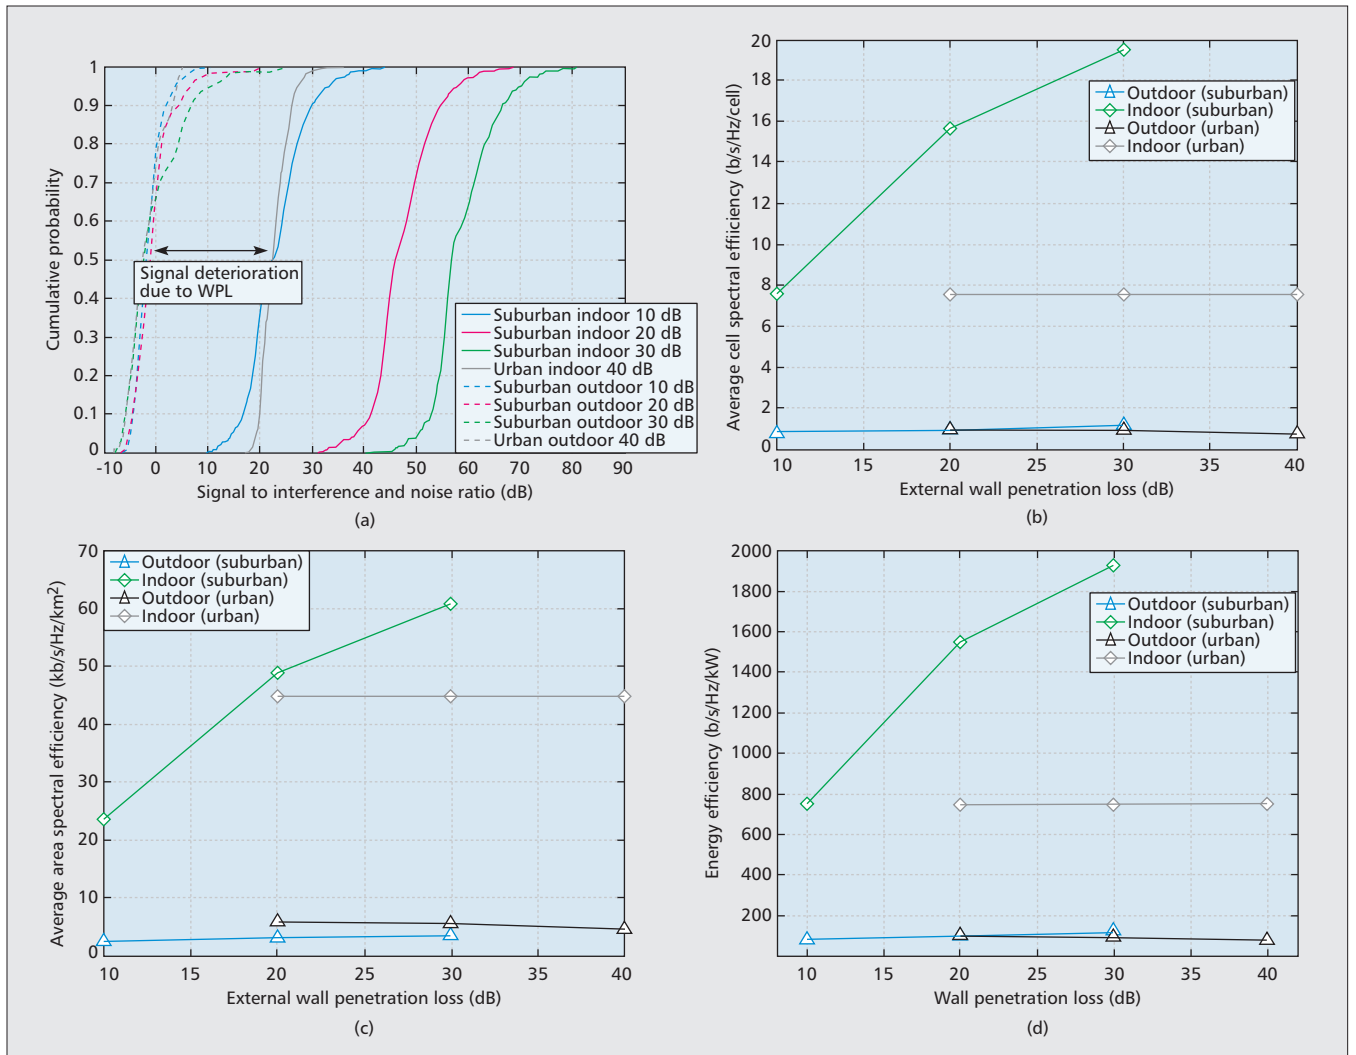 1
0.9
0.8
0.7
0.6
0.5
0.4
0.3
0.2
0.1
0
Cumulative probability
Signal deterioration
due to WPL
Suburban indoor 10 dB
Suburban indoor 20 dB
Suburban indoor 30 dB
Urban indoor 40 dB
Suburban outdoor 10 dB
Suburban outdoor 20 dB
Suburban outdoor 30 dB
Urban outdoor 40 dB
-10 0 10 20 30 40 50 60 70 80 90
Signal to interference and noise ratio (dB)
(a)
20
18
16
14
12
10
8
6
4
2
0
Average cell spectral effiiciency (b/s/Hz/cell)
Outdoor (suburban)
Indoor (suburban)
Outdoor (urban)
Indoor (urban)
10 15 20 25 30 35 40
External wall penetration loss (dB)
(b)
70
60
50
40
30
20
10
0
Average area spectral efficiency (kb/s/Hz/km2)
Outdoor (suburban)
Indoor (suburban)
Outdoor (urban)
Indoor (urban)
10 15 20 25 30 35 40
External wall penetration loss (dB)
(c)
2000
1800
1600
1400
1200
1000
800
600
400
200
Energy efficiency (b/s/Hz/kW)
Outdoor (suburban)
Indoor (suburban)
Outdoor (urban)
Indoor (urban)
10 15 20 25 30 35 40
Wall penetration loss (dB)
(d)